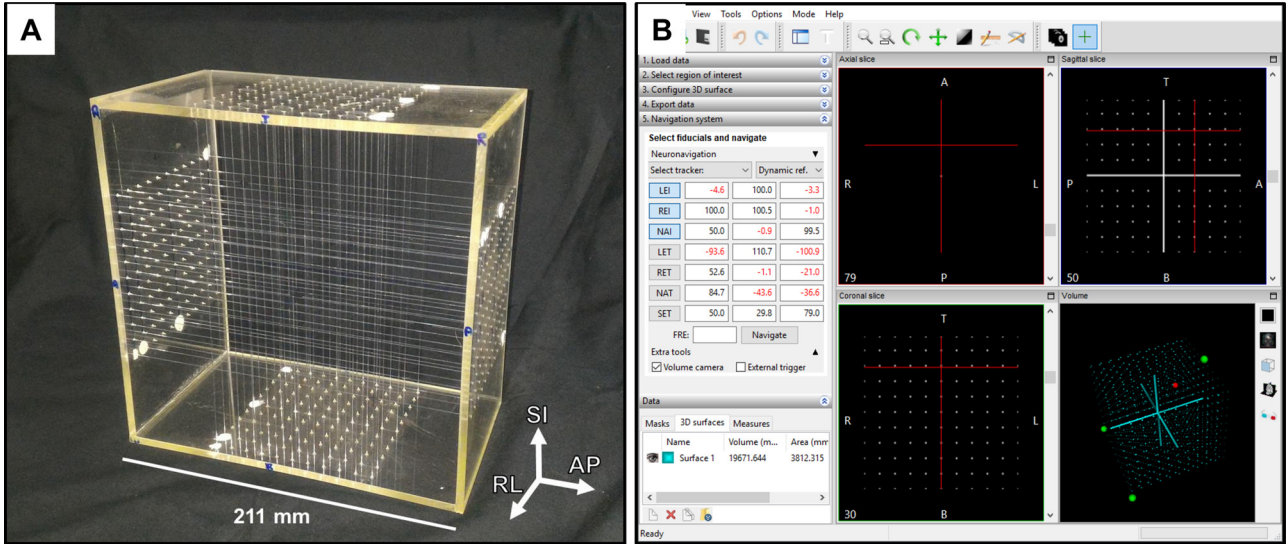 A
SI
AP
RL
211 mm
B
View Tools Options Mode Help
1. Load data
2. Select region of interest
3. Configure 3D surface
4. Export data
5. Navigation system
Select fiducials and navigate
Neuronavigation
Select tracker: Dynamic ref.
LEI -4.6 100.0 -3.3
REI 100.0 100.5 -1.0
NAI 50.0 -0.9 99.5
LET -93.6 110.7 -100.9
RET 52.6 -1.1 -21.0
NAT 84.7 -43.6 -36.6
SET 50.0 29.8 79.0
FRE: Navigate
Extra tools
Volume camera External trigger
Data
Masks 3D surfaces Measures
Name Volume (m... Area (mm
Surface 1 19671.644 3812.315
Ready
Axial slice
A
R L
79 P
Sagittal slice
T
P A
50 B
Coronal slice
T
R L
30 B
Volume